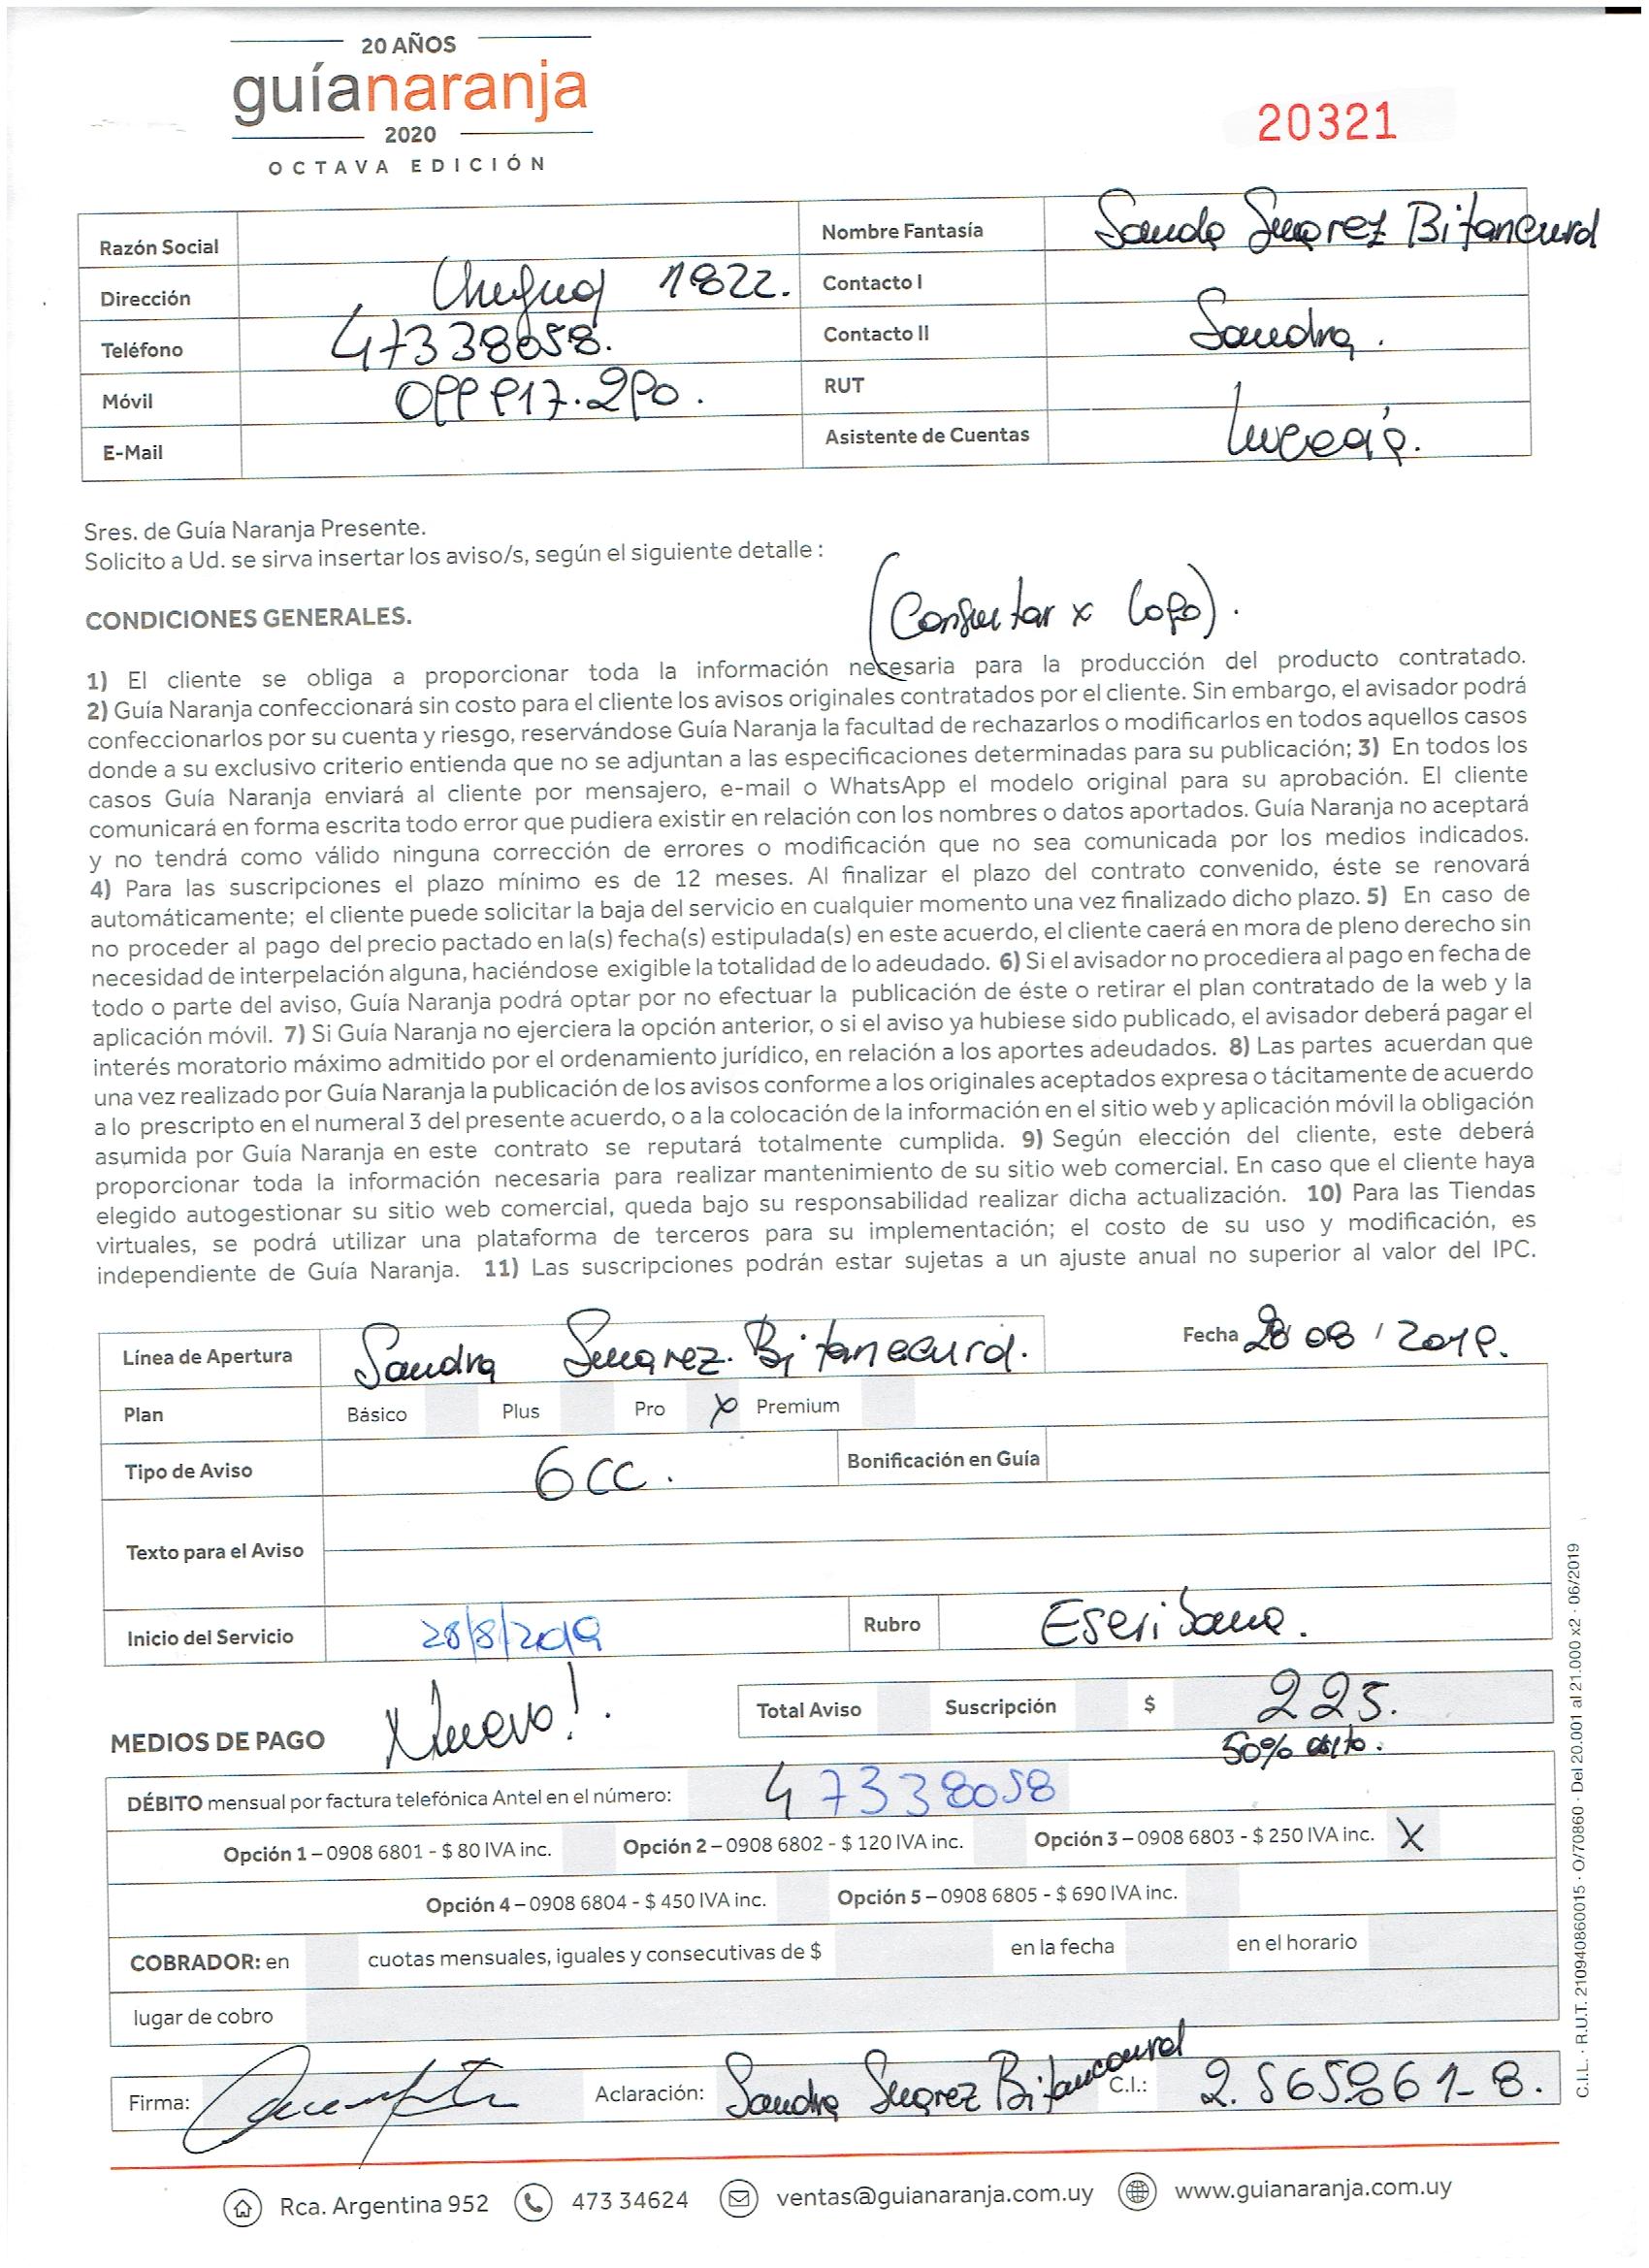 20 AÑOS
guíanaranja
2020
OCTAVA EDICIÓN
20321
Razón Social
Nombre Fantasía Sandra Suarez Bitancurd
Dirección 1822.
Contacto I
Teléfono 47338058.
Contacto II Sandra.
Móvil 099917.290.
RUT
E-Mail
Asistente de Cuentas
Sres. de Guía Naranja Presente.
Solicito a Ud. se sirva insertar los aviso/s, según el siguiente detalle :
(Consultar x logo).
CONDICIONES GENERALES.
1) El cliente se obliga a proporcionar toda la información necesaria para la producción del producto contratado.
2) Guía Naranja confeccionará sin costo para el cliente los avisos originales contratados por el cliente. Sin embargo, el avisador podrá
confeccionarlos por su cuenta y riesgo, reservándose Guía Naranja la facultad de rechazarlos o modificarlos en todos aquellos casos
donde a su exclusivo criterio entienda que no se adjuntan a las especificaciones determinadas para su publicación; 3) En todos los
casos Guía Naranja enviará al cliente por mensajero, e-mail o WhatsApp el modelo original para su aprobación. El cliente
comunicará en forma escrita todo error que pudiera existir en relación con los nombres o datos aportados. Guía Naranja no aceptará
y no tendrá como válido ninguna corrección de errores o modificación que no sea comunicada por los medios indicados.
4) Para las suscripciones el plazo mínimo es de 12 meses. Al finalizar el plazo del contrato convenido, éste se renovará
automáticamente; el cliente puede solicitar la baja del servicio en cualquier momento una vez finalizado dicho plazo. 5) En caso de
no proceder al pago del precio pactado en la(s) fecha(s) estipulada(s) en este acuerdo, el cliente caerá en mora de pleno derecho sin
necesidad de interpelación alguna, haciéndose exigible la totalidad de lo adeudado. 6) Si el avisador no procediera al pago en fecha de
todo o parte del aviso, Guía Naranja podrá optar por no efectuar la publicación de éste o retirar el plan contratado de la web y la
aplicación móvil. 7) Si Guía Naranja no ejerciera la opción anterior, o si el aviso ya hubiese sido publicado, el avisador deberá pagar el
interés moratorio máximo admitido por el ordenamiento jurídico, en relación a los aportes adeudados. 8) Las partes acuerdan que
una vez realizado por Guía Naranja la publicación de los avisos conforme a los originales aceptados expresa o tácitamente de acuerdo
a lo prescripto en el numeral 3 del presente acuerdo, o a la colocación de la información en el sitio web y aplicación móvil la obligación
asumida por Guía Naranja en este contrato se reputará totalmente cumplida. 9) Según elección del cliente, este deberá
proporcionar toda la información necesaria para realizar mantenimiento de su sitio web comercial. En caso que el cliente haya
elegido autogestionar su sitio web comercial, queda bajo su responsabilidad realizar dicha actualización. 10) Para las Tiendas
virtuales, se podrá utilizar una plataforma de terceros para su implementación; el costo de su uso y modificación, es
independiente de Guía Naranja. 11) Las suscripciones podrán estar sujetas a un ajuste anual no superior al valor del IPC.
Línea de Apertura Sandra Suarez Bitancurd.
Fecha 28 08 / 2019.
Plan Básico Plus Pro X Premium
Tipo de Aviso 6CC.
Bonificación en Guía
Texto para el Aviso
Inicio del Servicio 28/8/2019
Rubro Escribana.
Nuevo!.
Total Aviso Suscripción $ 225.
MEDIOS DE PAGO
50% dsto.
DÉBITO mensual por factura telefónica Antel en el número: 47338058
Opción 1 – 0908 6801 - $ 80 IVA inc. Opción 2 – 0908 6802 - $ 120 IVA inc. Opción 3 – 0908 6803 - $ 250 IVA inc. X
Opción 4 – 0908 6804 - $ 450 IVA inc. Opción 5 – 0908 6805 - $ 690 IVA inc.
COBRADOR: en cuotas mensuales, iguales y consecutivas de $ en la fecha en el horario
lugar de cobro
Firma: Aclaración: Sandra Suarez Bitancourd C.I.: 2.565.861-8.
C.I.L. · R.U.T. 210940860015 · O/70860 · Del 20.001 al 21.000 x2 · 06/2019
Rca. Argentina 952 473 34624 ventas@guianaranja.com.uy www.guianaranja.com.uy